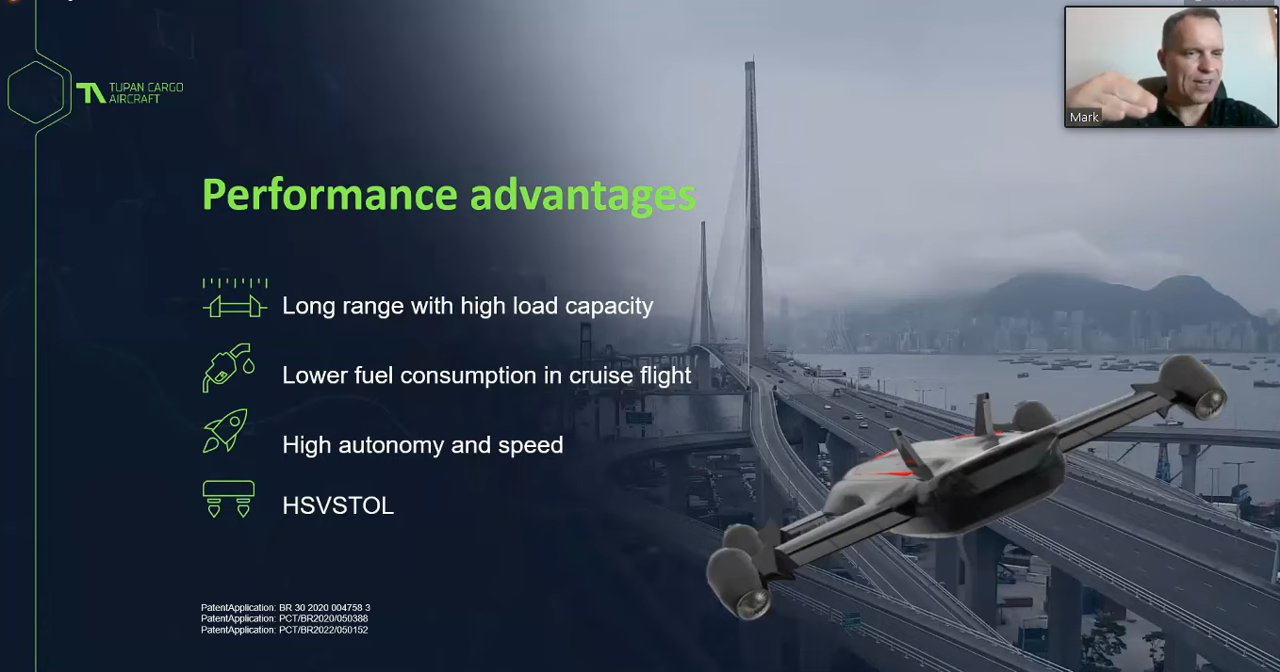 TUPAN CARGO
AIRCRAFT
Mark
Performance advantages
Long range with high load capacity
Lower fuel consumption in cruise flight
High autonomy and speed
HSVSTOL
PatentApplication: BR 30 2020 004758 3
PatentApplication: PCT/BR2020/050388
PatentApplication: PCT/BR2022/050152